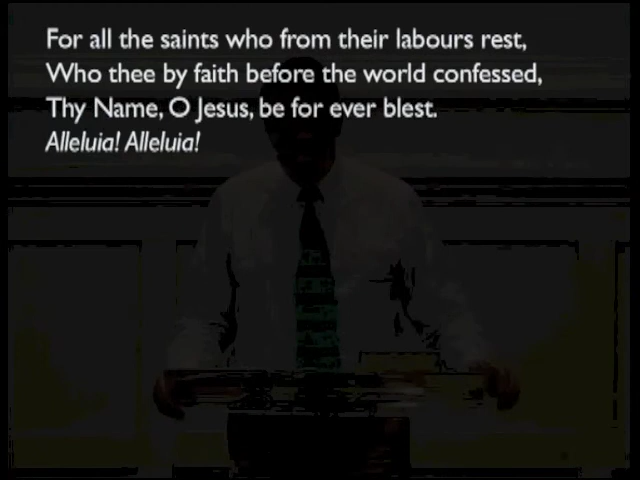 For all the saints who from their labours rest,
Who thee by faith before the world confessed,
Thy Name, O Jesus, be for ever blest.
Alleluia! Alleluia!